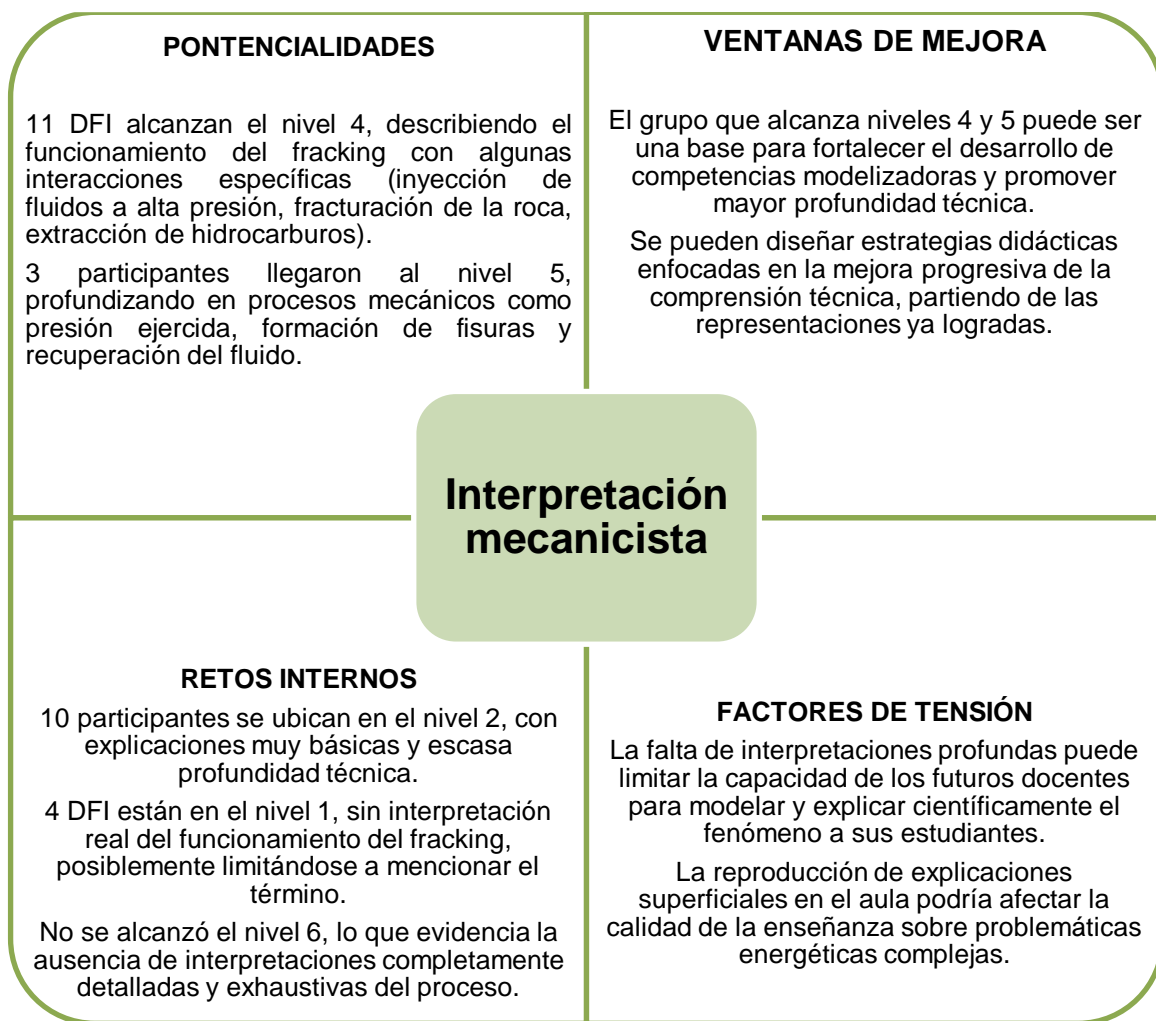 PONTENCIALIDADES
11 DFI alcanzan el nivel 4, describiendo el
funcionamiento del fracking con algunas
interacciones específicas (inyección de
fluidos a alta presión, fracturación de la roca,
extracción de hidrocarburos).
3 participantes llegaron al nivel 5,
profundizando en procesos mecánicos como
presión ejercida, formación de fisuras y
recuperación del fluido.
VENTANAS DE MEJORA
El grupo que alcanza niveles 4 y 5 puede ser
una base para fortalecer el desarrollo de
competencias modelizadoras y promover
mayor profundidad técnica.
Se pueden diseñar estrategias didácticas
enfocadas en la mejora progresiva de la
comprensión técnica, partiendo de las
representaciones ya logradas.
Interpretación
mecanicista
RETOS INTERNOS
10 participantes se ubican en el nivel 2, con
explicaciones muy básicas y escasa
profundidad técnica.
4 DFI están en el nivel 1, sin interpretación
real del funcionamiento del fracking,
posiblemente limitándose a mencionar el
término.
No se alcanzó el nivel 6, lo que evidencia la
ausencia de interpretaciones completamente
detalladas y exhaustivas del proceso.
FACTORES DE TENSIÓN
La falta de interpretaciones profundas puede
limitar la capacidad de los futuros docentes
para modelar y explicar científicamente el
fenómeno a sus estudiantes.
La reproducción de explicaciones
superficiales en el aula podría afectar la
calidad de la enseñanza sobre problemáticas
energéticas complejas.